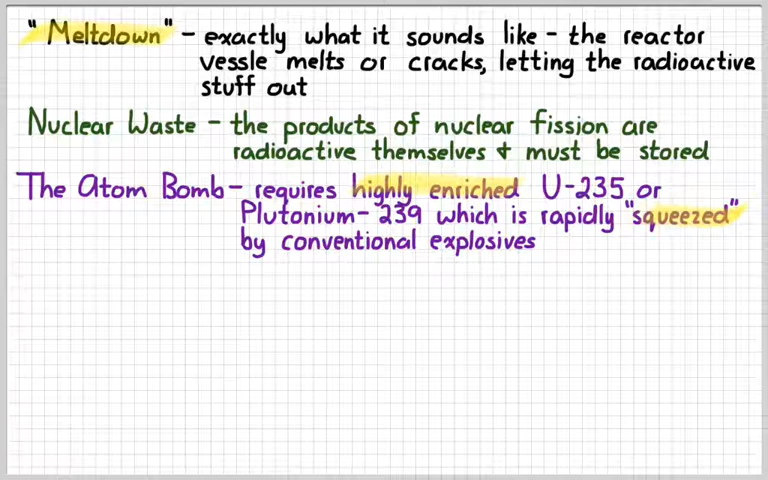 "Meltdown" - exactly what it sounds like - the reactor
vessle melts or cracks, letting the radioactive
stuff out
Nuclear Waste - the products of nuclear fission are
radioactive themselves + must be stored
The Atom Bomb - requires highly enriched U-235 or
Plutonium-239 which is rapidly "squeezed"
by conventional explosives